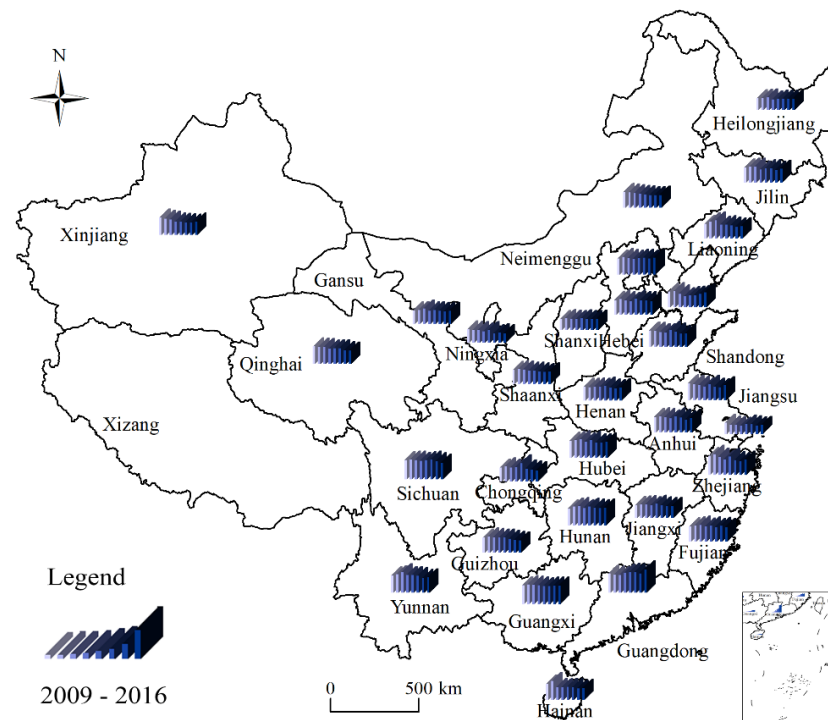 N
Heilongjiang
Jilin
Xinjiang
Liaoning
Neimenggu
Gansu
Ningxia
Shanxi
Hebei
Qinghai
Shandong
Shaanxi
Henan
Jiangsu
Xizang
Anhui
Hubei
Sichuan
Chongqing
Zhejiang
Hunan
Jiangxi
Fujian
Guizhou
Legend
Yunnan
Guangxi
Guangdong
2009 - 2016
0 500 km
Hainan